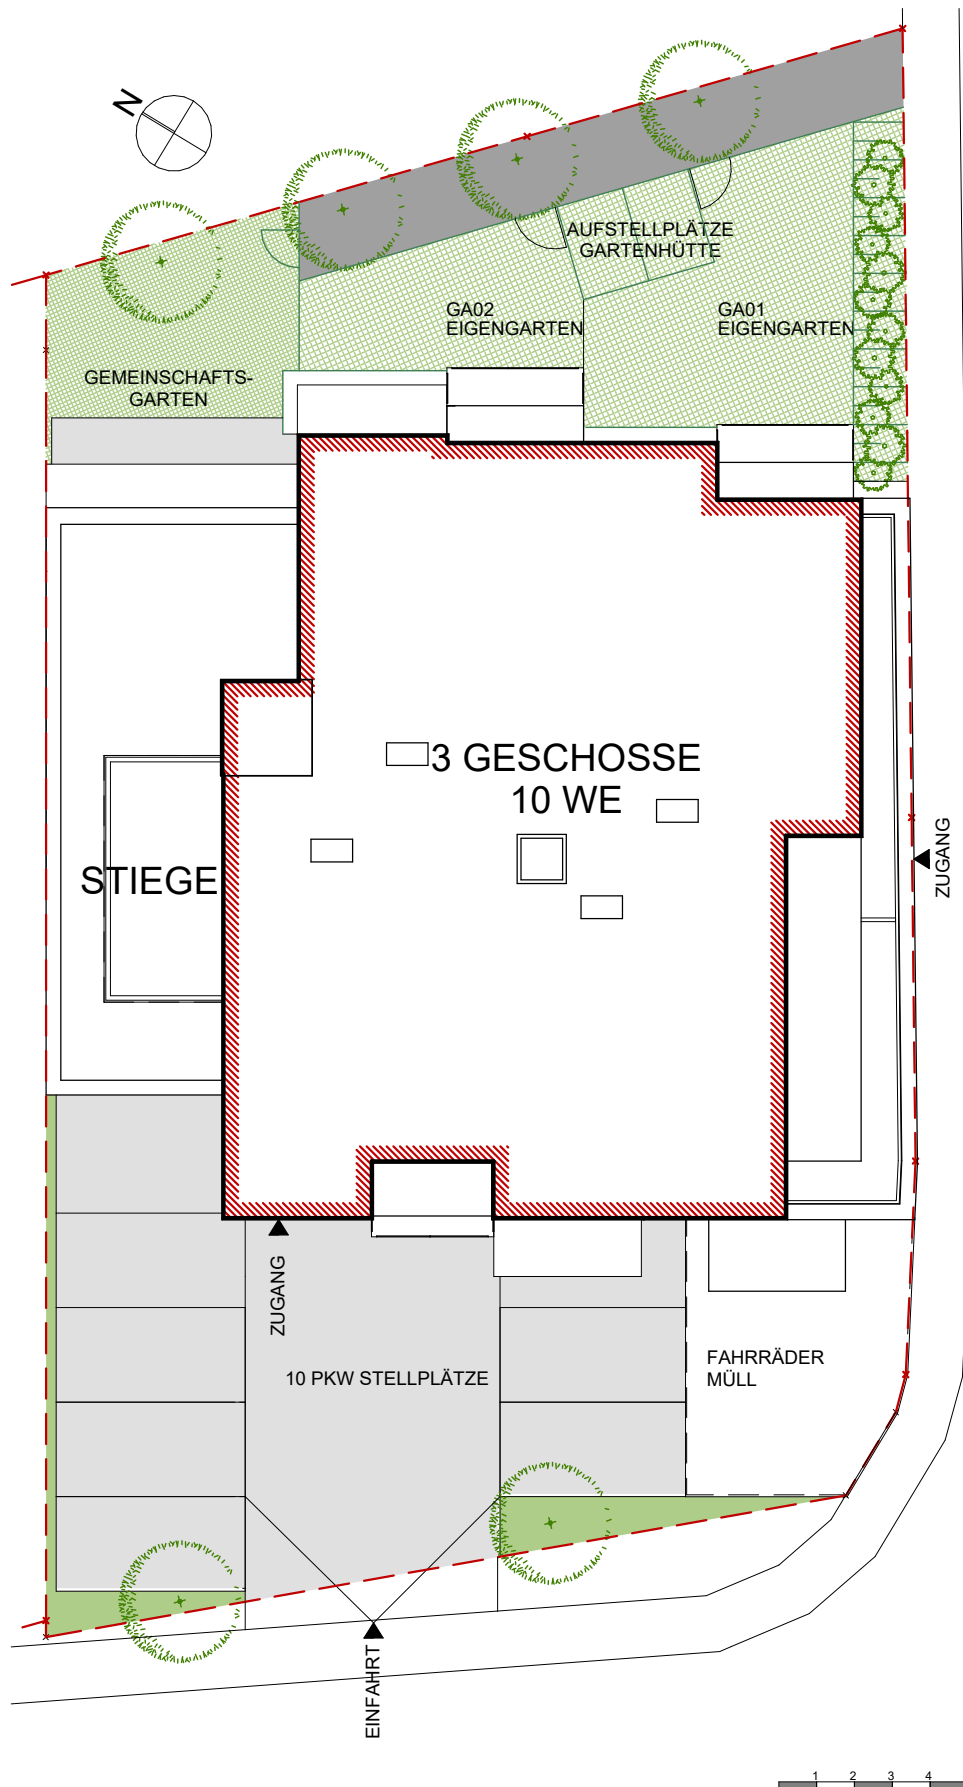 N
AUFSTELLPLÄTZE
GARTENHÜTTE
GA02
EIGENGARTEN
GA01
EIGENGARTEN
GEMEINSCHAFTS-
GARTEN
3 GESCHOSSE
10 WE
STIEGE
ZUGANG
ZUGANG
10 PKW STELLPLÄTZE
FAHRRÄDER
MÜLL
EINFAHRT
1 2 3 4